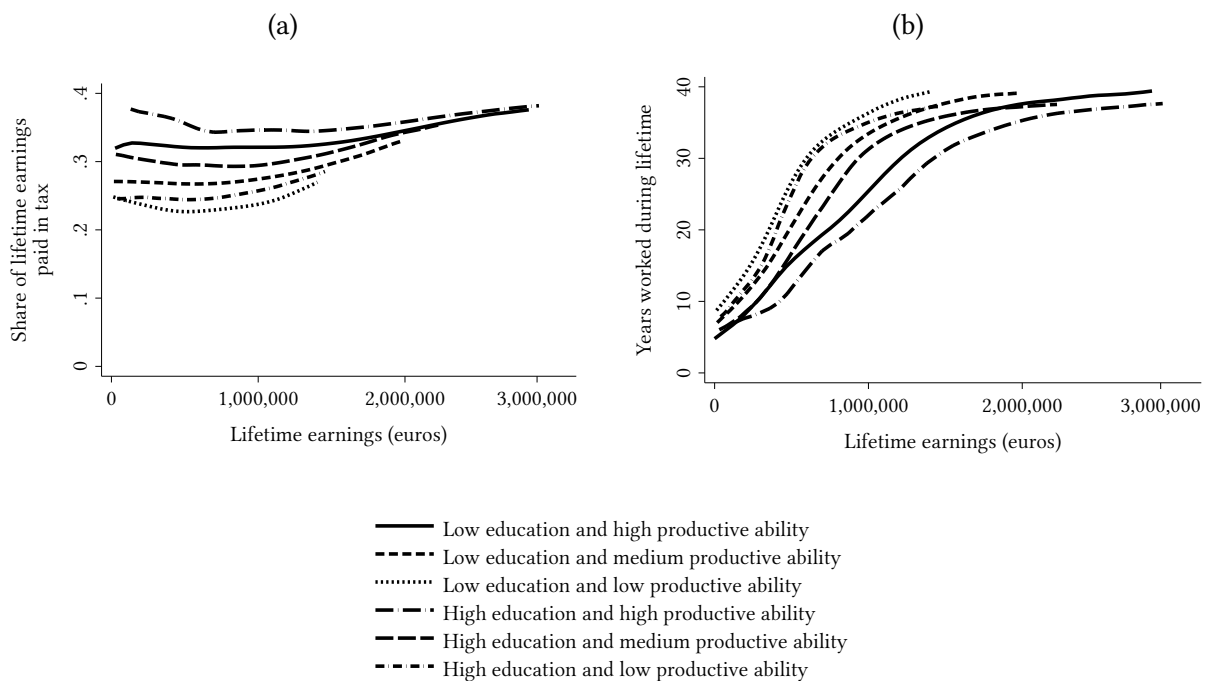 (a)
(b)
Share of lifetime earnings
paid in tax
.4
.3
.2
.1
0
0
1,000,000
2,000,000
3,000,000
Lifetime earnings (euros)
Years worked during lifetime
40
30
20
10
0
0
1,000,000
2,000,000
3,000,000
Lifetime earnings (euros)
Low education and high productive ability
Low education and medium productive ability
Low education and low productive ability
High education and high productive ability
High education and medium productive ability
High education and low productive ability